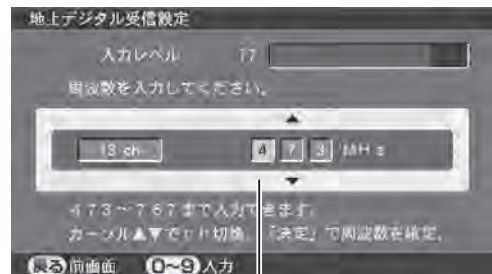 地上デジタル受信設定
入力レベル 77
周波数を入力してください。
13 ch 4 7 3 MHz
473～767まで入力できます。
カーソル▲▼でch切換、「決定」で周波数を確定。
戻る 前画面 0~9 入力